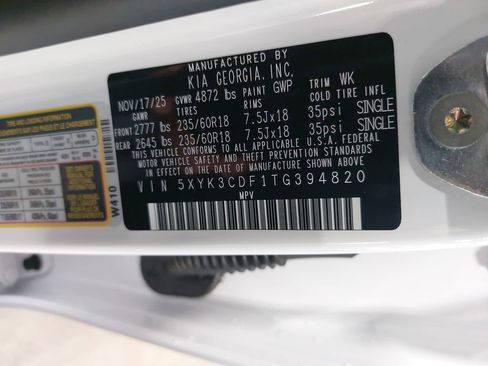 MANUFACTURED BY
KIA GEORGIA, INC.
NOV/17/25 GVWR 4872 lbs PAINT GWP TRIM WK
GAWR TIRES RIMS COLD TIRE INFL
FRONT 2777 lbs 235/60R18 7.5Jx18 35psi SINGLE
REAR 2645 lbs 235/60R18 7.5Jx18 35psi SINGLE
THIS VEHICLE CONFORMS TO ALL APPLICABLE U.S.A. FEDERAL
MOTOR VEHICLE SAFETY AND THEFT PREVENTION STANDARDS
IN EFFECT ON THE DATE OF MANUFACTURE SHOWN ABOVE.
VIN 5XYK3CDF1TG394820
MPV
W410